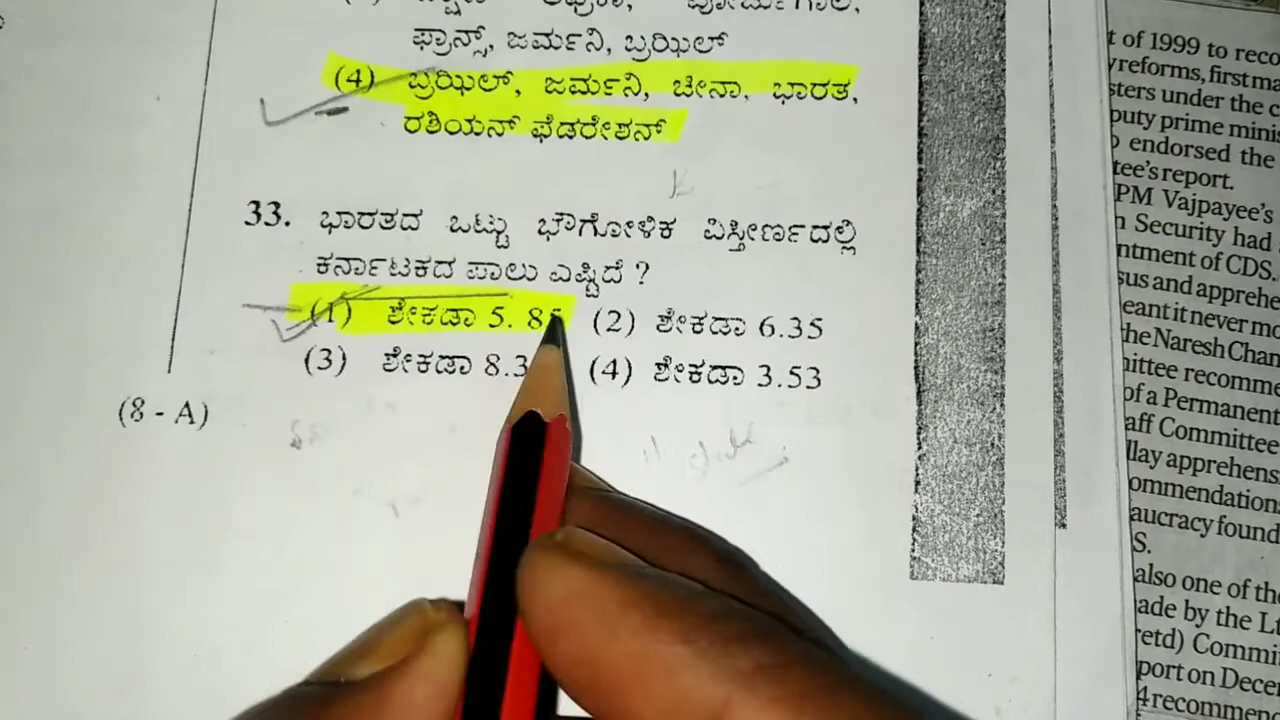 ಫ್ರಾನ್ಸ್, ಜರ್ಮನಿ, ಬ್ರಝಿಲ್
(4) ಬ್ರಝಿಲ್, ಜರ್ಮನಿ, ಚೀನಾ, ಭಾರತ,
ರಶಿಯನ್ ಫೆಡರೇಶನ್
33. ಭಾರತದ ಒಟ್ಟು ಭೌಗೋಳಿಕ ವಿಸ್ತೀರ್ಣದಲ್ಲಿ
ಕರ್ನಾಟಕದ ಪಾಲು ಎಷ್ಟಿದೆ ?
(1) ಶೇಕಡಾ 5. 8 (2) ಶೇಕಡಾ 6.35
(3) ಶೇಕಡಾ 8.3 (4) ಶೇಕಡಾ 3.53
(8 - A)
t of 1999 to reco
reforms, first
sters under the c
puty prime minis
endorsed the
tee's report.
PM Vajpayee's
Security had
ntment of CDS.
sus and apprehe
eant it never mo
the Naresh Chan
mittee recomme
of a Permanent
aff Committee
llay apprehens
ommendation
aucracy found
S.
also one of the
ade by the Lt
retd) Commi
port on Dece
4 recommend